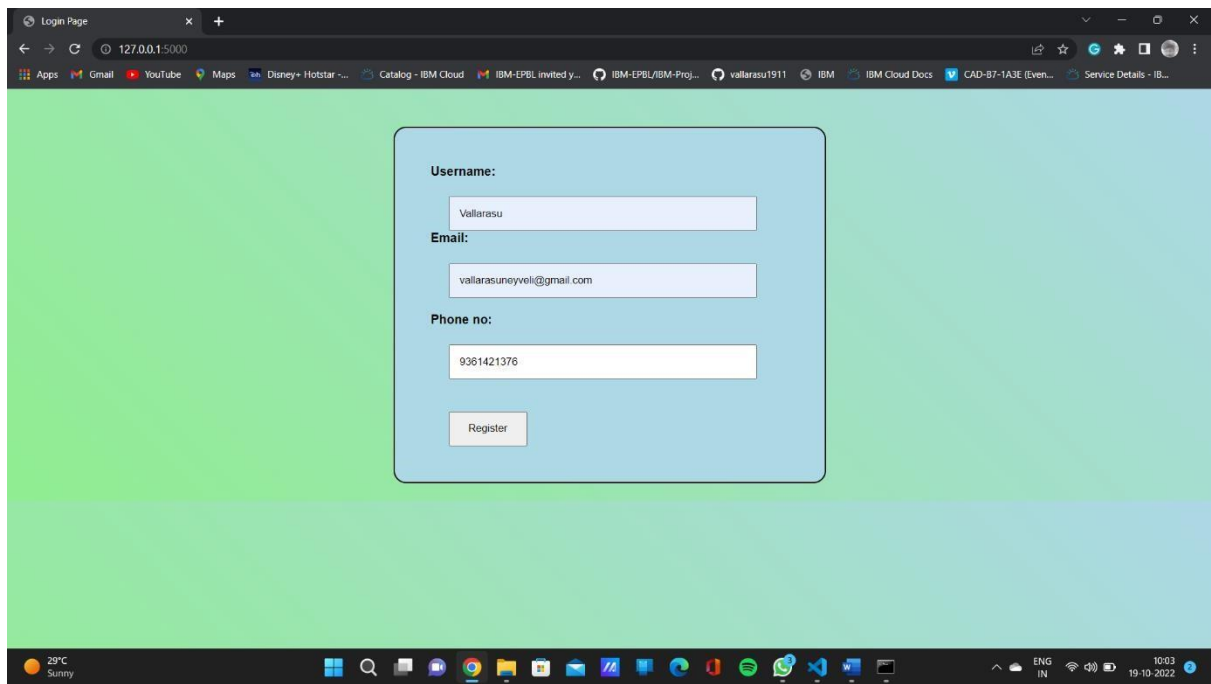 Login Page
127.0.0.1:5000
Apps Gmail YouTube Maps Disney+ Hotstar -... Catalog - IBM Cloud IBM-EPBL invited y... IBM-EPBL/IBM-Proj... vallarasu1911 IBM IBM Cloud Docs CAD-87-1A3E (Even... Service Details - IB...
Username:
Vallarasu
Email:
vallarasuneyveli@gmail.com
Phone no:
9361421376
Register
29°C
Sunny
ENG
IN
10:03
19-10-2022
2